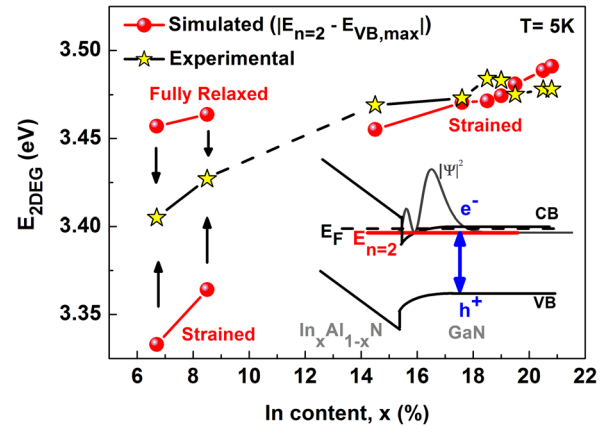 Simulated (|E_{n=2} - E_{VB,max}|)
T= 5K
Experimental
Fully Relaxed
Strained
Strained
|Ψ|²
e⁻
CB
E_F
E_{n=2}
h⁺
VB
In_xAl_{1-x}N
GaN
E_{2DEG} (eV)
3.50
3.45
3.40
3.35
6
8
10
12
14
16
18
20
22
In content, x (%)